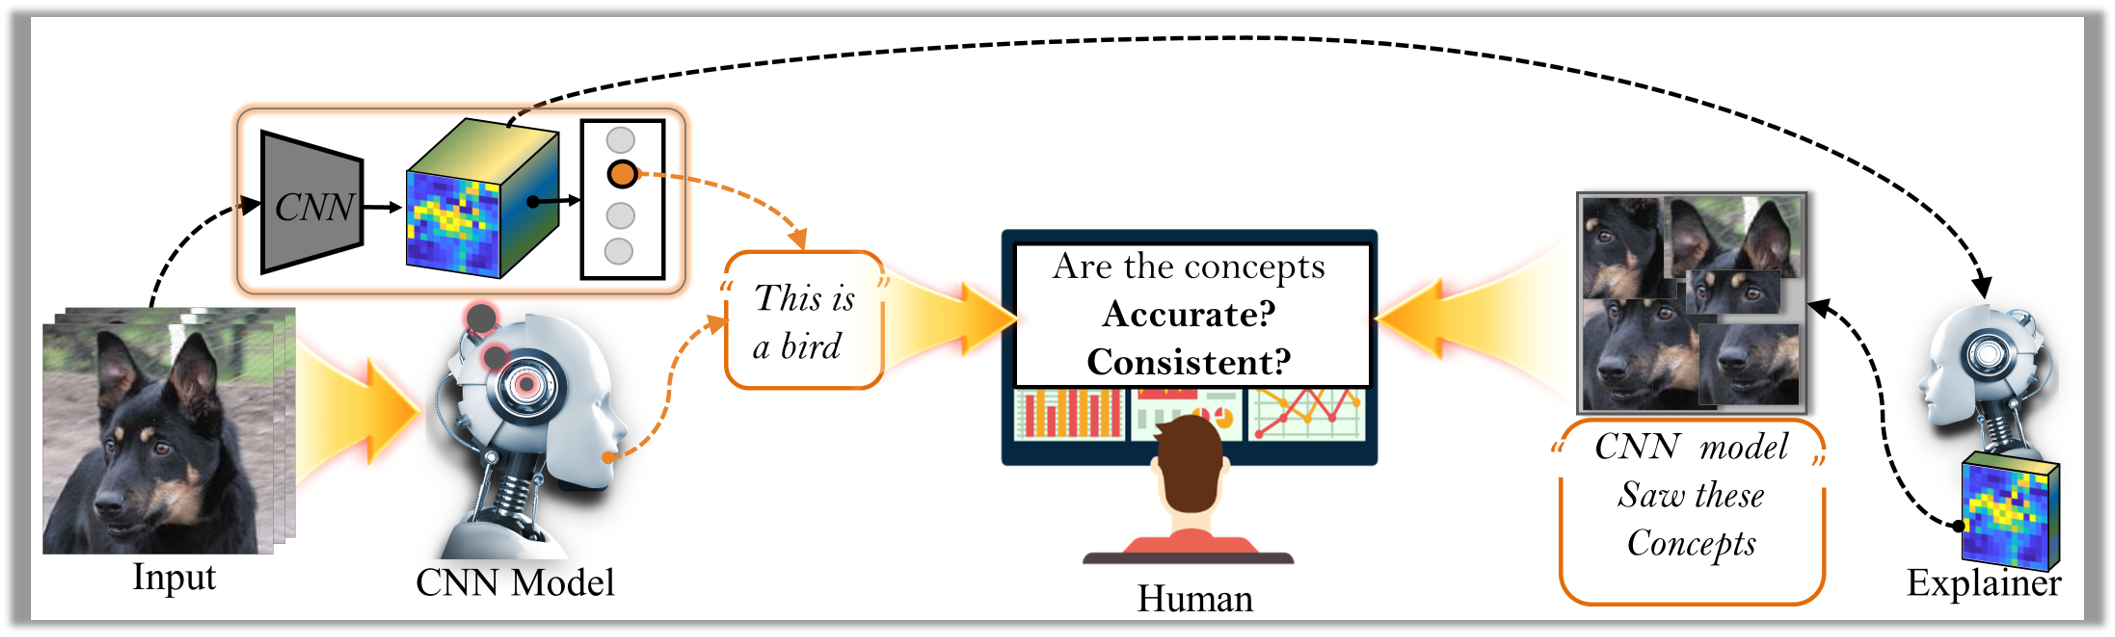 CNN
“ This is ”
a bird
Are the concepts
Accurate?
Consistent?
“ CNN model ”
Saw these
Concepts
Input
CNN Model
Human
Explainer